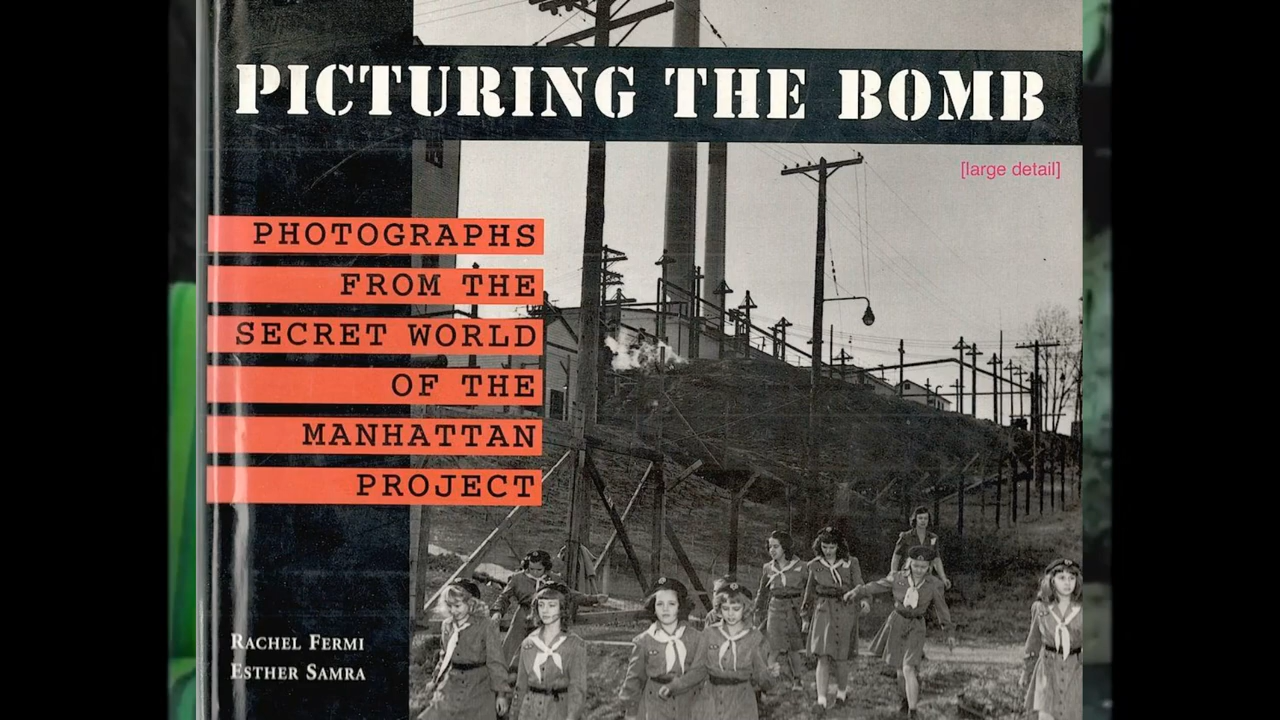 PICTURING THE BOMB
[large detail]
PHOTOGRAPHS
FROM THE
SECRET WORLD
OF THE
MANHATTAN
PROJECT
RACHEL FERMI
ESTHER SAMRA